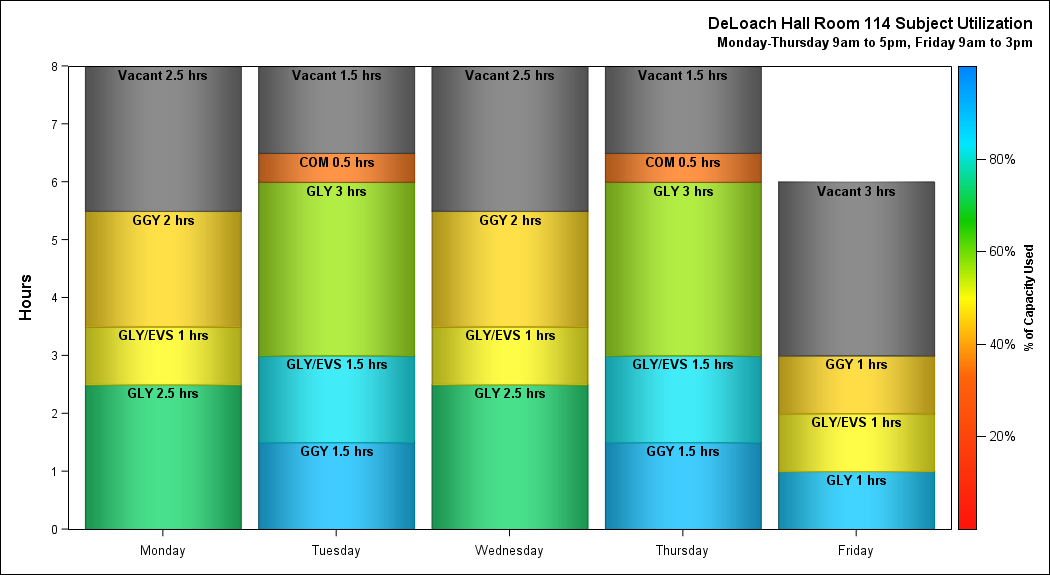 DeLoach Hall Room 114 Subject Utilization
Monday-Thursday 9am to 5pm, Friday 9am to 3pm
Hours
8
7
6
5
4
3
2
1
0
Vacant 2.5 hrs
GGY 2 hrs
GLY/EVS 1 hrs
GLY 2.5 hrs
Monday
Vacant 1.5 hrs
COM 0.5 hrs
GLY 3 hrs
GLY/EVS 1.5 hrs
GGY 1.5 hrs
Tuesday
Vacant 2.5 hrs
GGY 2 hrs
GLY/EVS 1 hrs
GLY 2.5 hrs
Wednesday
Vacant 1.5 hrs
COM 0.5 hrs
GLY 3 hrs
GLY/EVS 1.5 hrs
GGY 1.5 hrs
Thursday
Vacant 3 hrs
GGY 1 hrs
GLY/EVS 1 hrs
GLY 1 hrs
Friday
80%
60%
40%
20%
% of Capacity Used